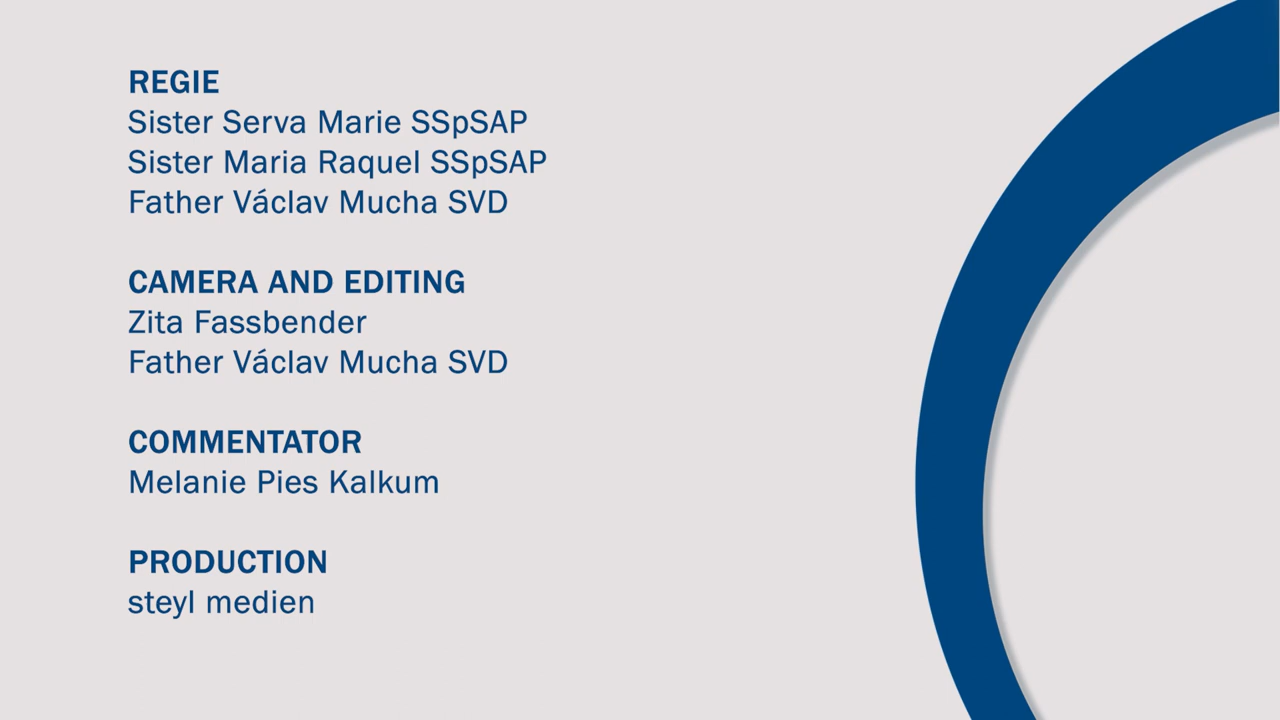 REGIE
Sister Serva Marie SSpSAP
Sister Maria Raquel SSpSAP
Father Václav Mucha SVD
CAMERA AND EDITING
Zita Fassbender
Father Václav Mucha SVD
COMMENTATOR
Melanie Pies Kalkum
PRODUCTION
steyl medien